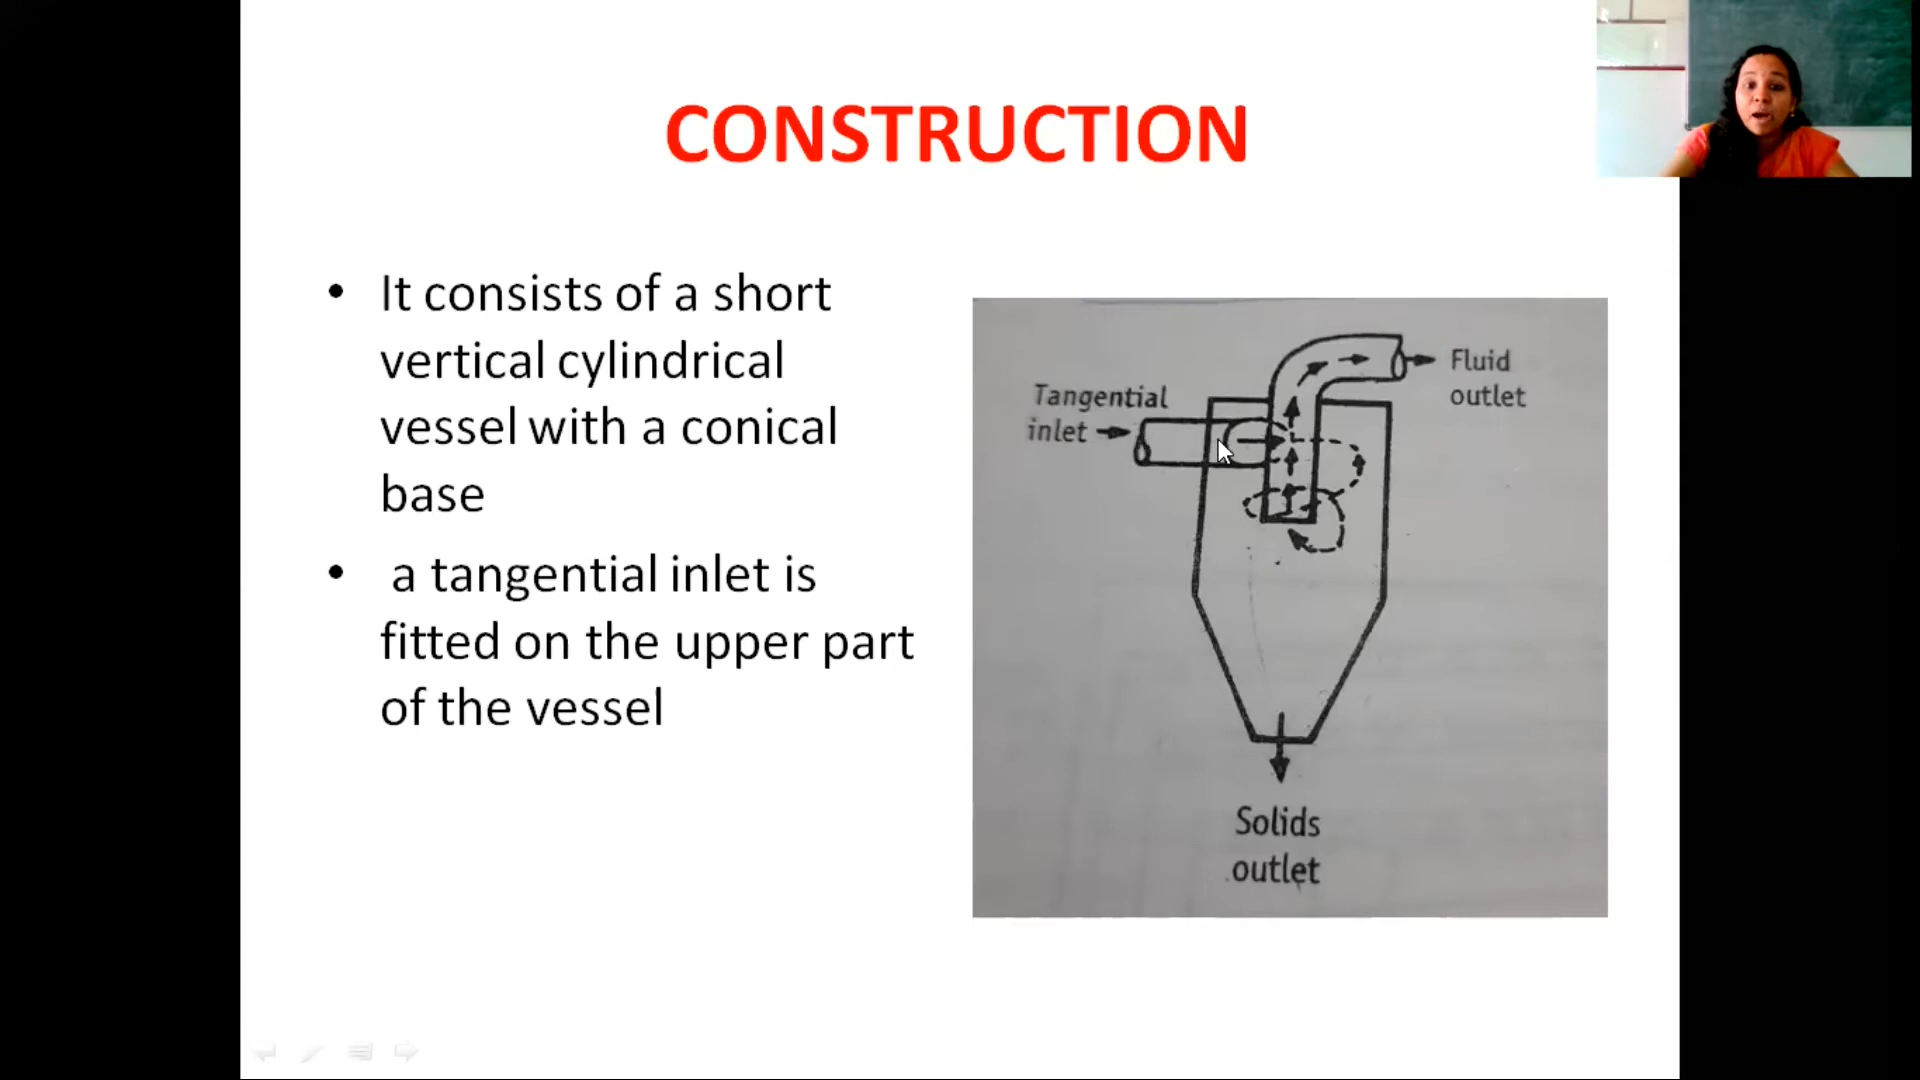 CONSTRUCTION
• It consists of a short
vertical cylindrical
vessel with a conical
base
• a tangential inlet is
fitted on the upper part
of the vessel
Tangential
inlet
Fluid
outlet
Solids
outlet